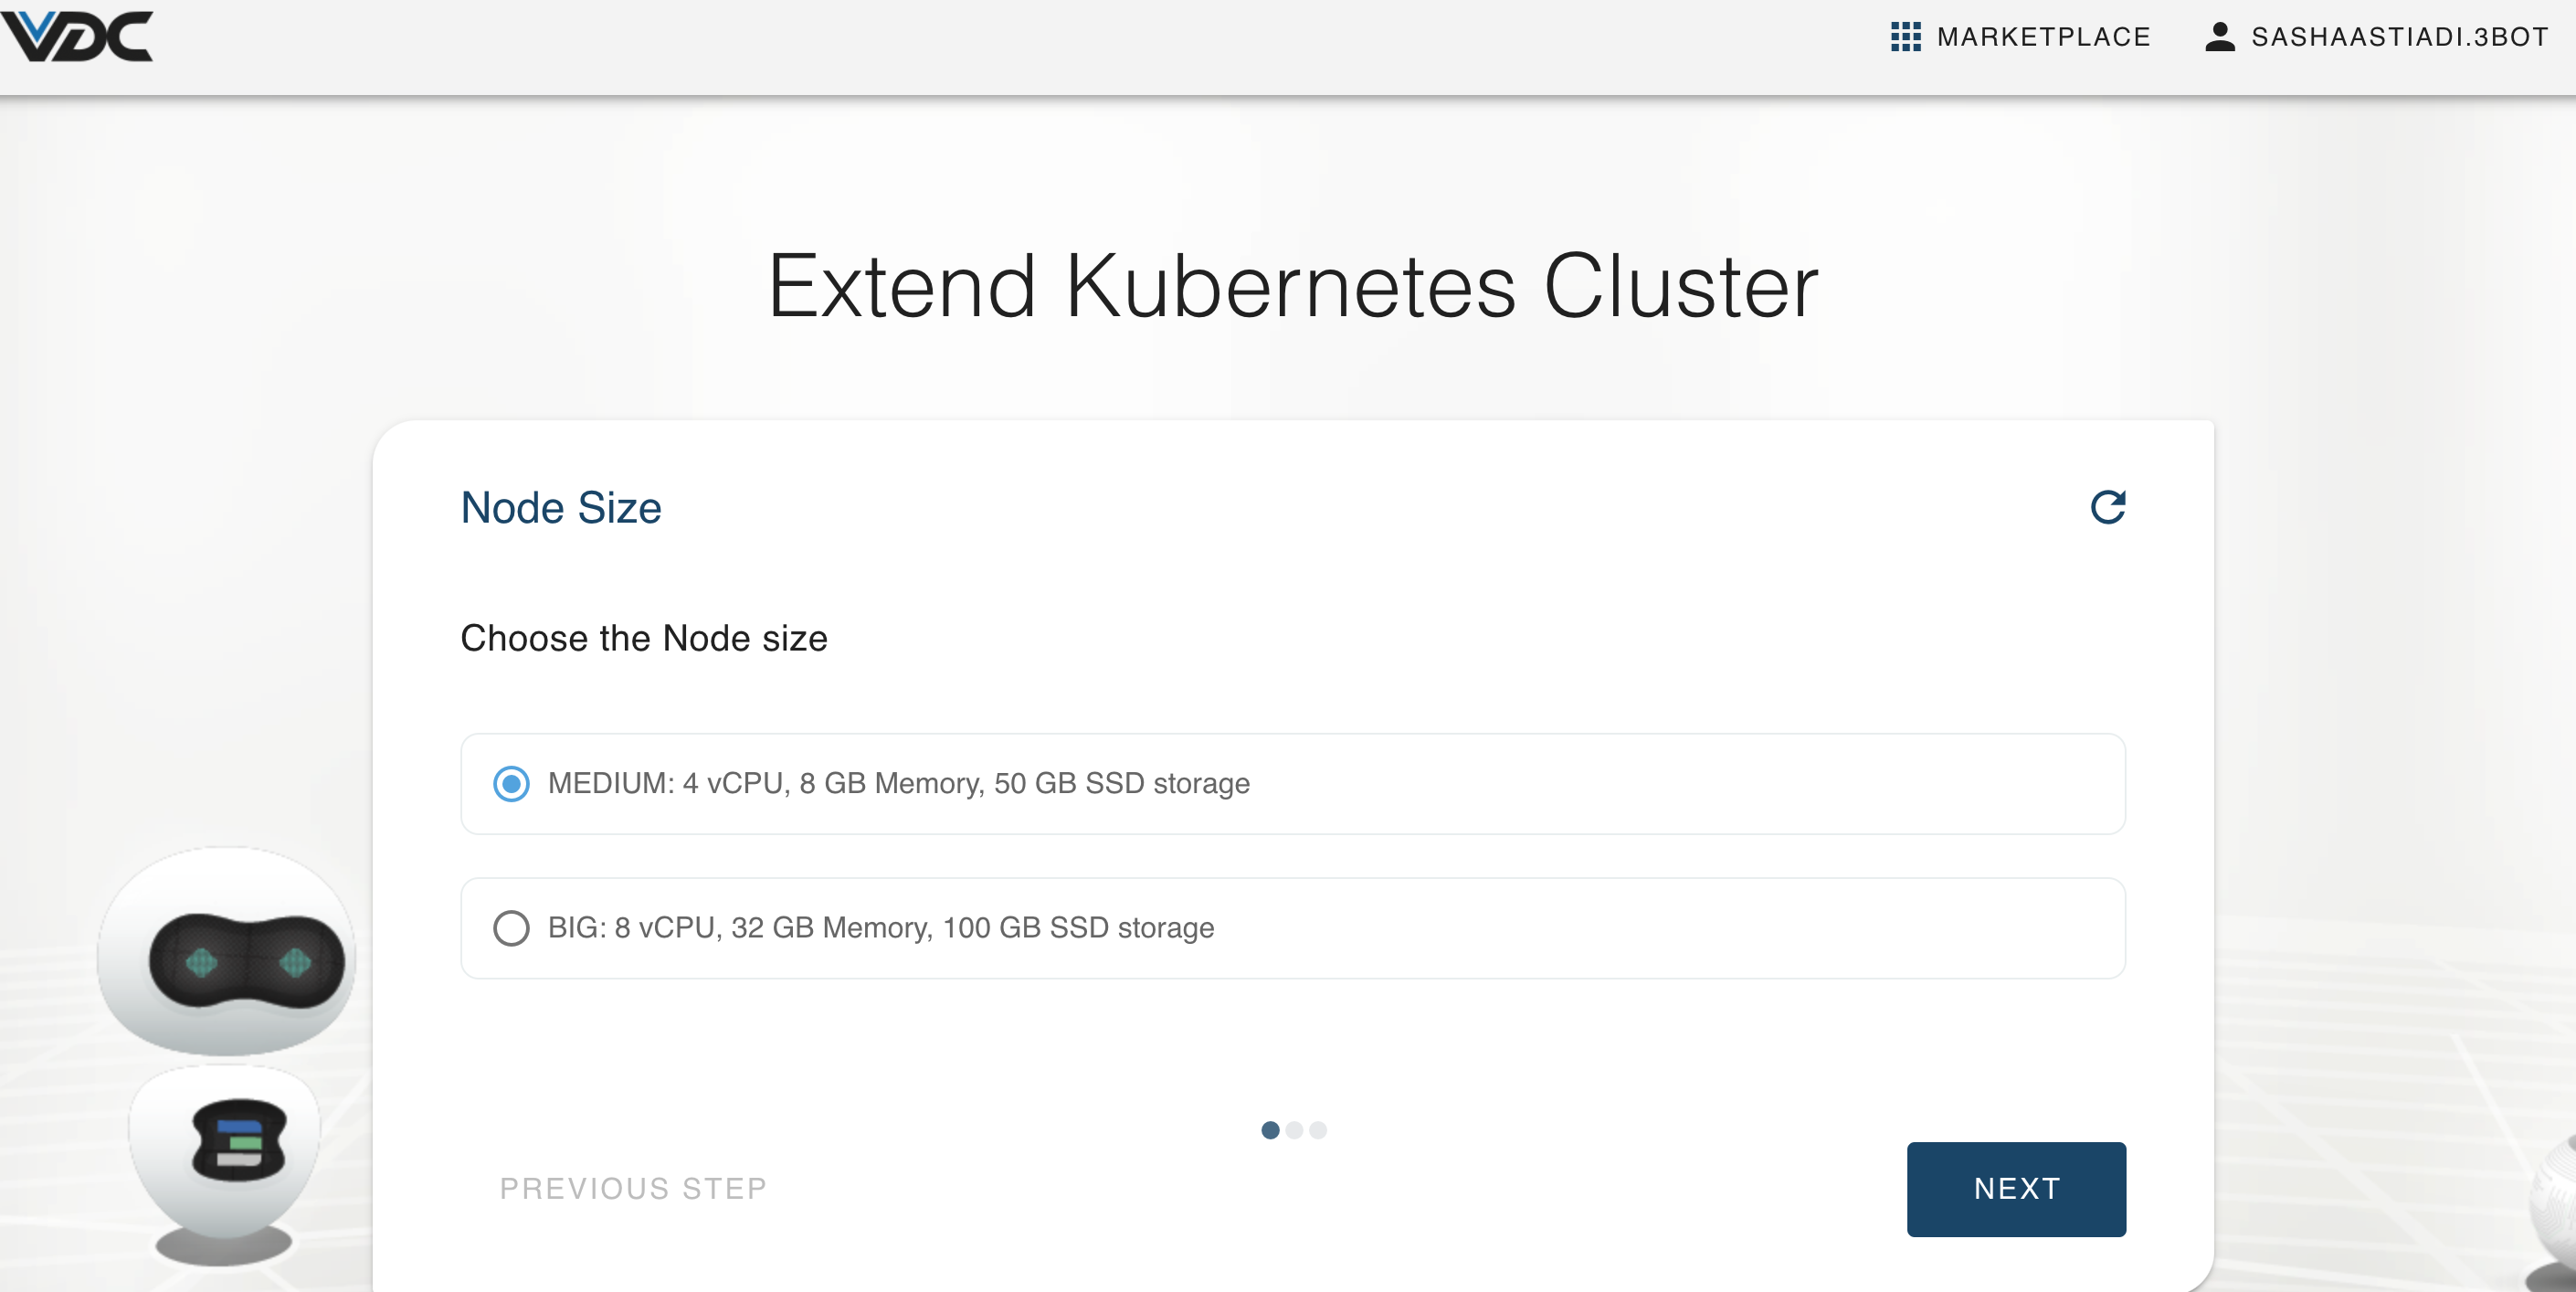 VDC
MARKETPLACE
SASHAASTIADI.3BOT
Extend Kubernetes Cluster
Node Size
Choose the Node size
MEDIUM: 4 vCPU, 8 GB Memory, 50 GB SSD storage
BIG: 8 vCPU, 32 GB Memory, 100 GB SSD storage
PREVIOUS STEP
NEXT